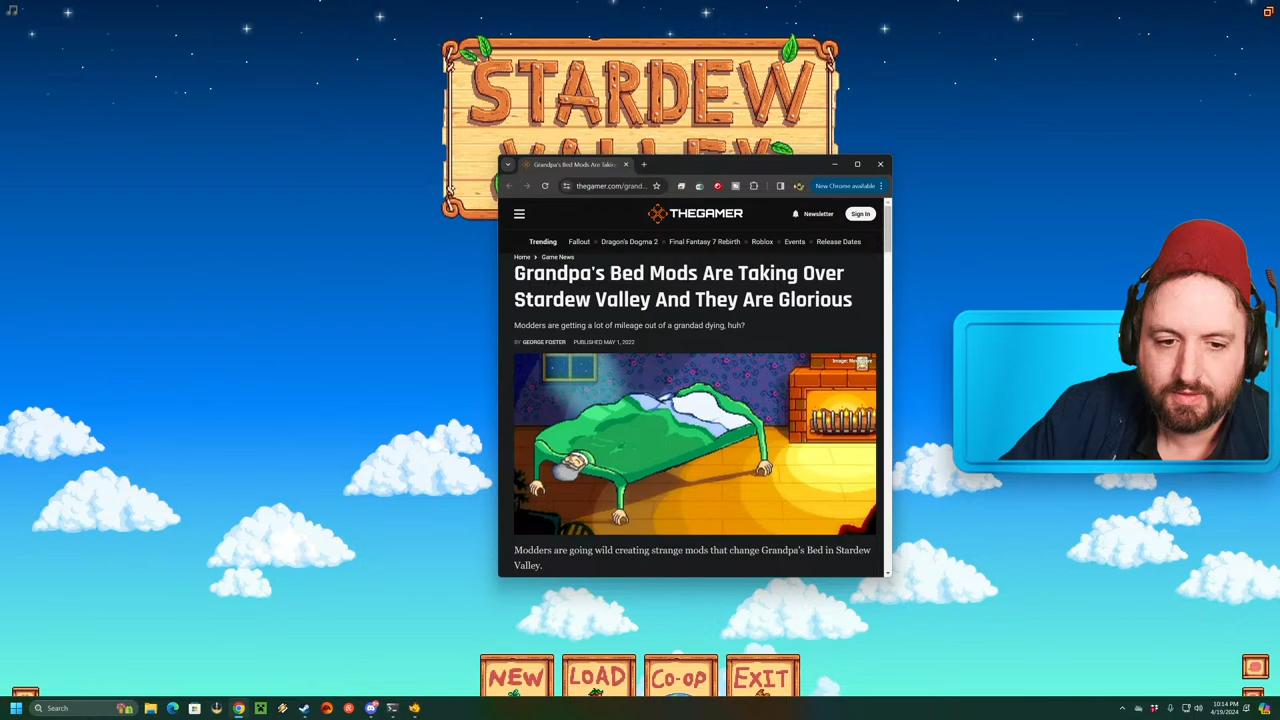 STARDEW
VALLEY
Grandpa's Bed Mods Are Takin
thegamer.com/grand...
New Chrome available
THEGAMER
Newsletter
Sign In
Trending
Fallout
Dragon's Dogma 2
Final Fantasy 7 Rebirth
Roblox
Events
Release Dates
Home
Game News
Grandpa's Bed Mods Are Taking Over
Stardew Valley And They Are Glorious
Modders are getting a lot of mileage out of a grandad dying, huh?
BY GEORGE FOSTER PUBLISHED MAY 1, 2022
Modders are going wild creating strange mods that change Grandpa's Bed in Stardew
Valley.
NEW
LOAD
CO-OP
EXIT
Search
10:14 PM
4/19/2024